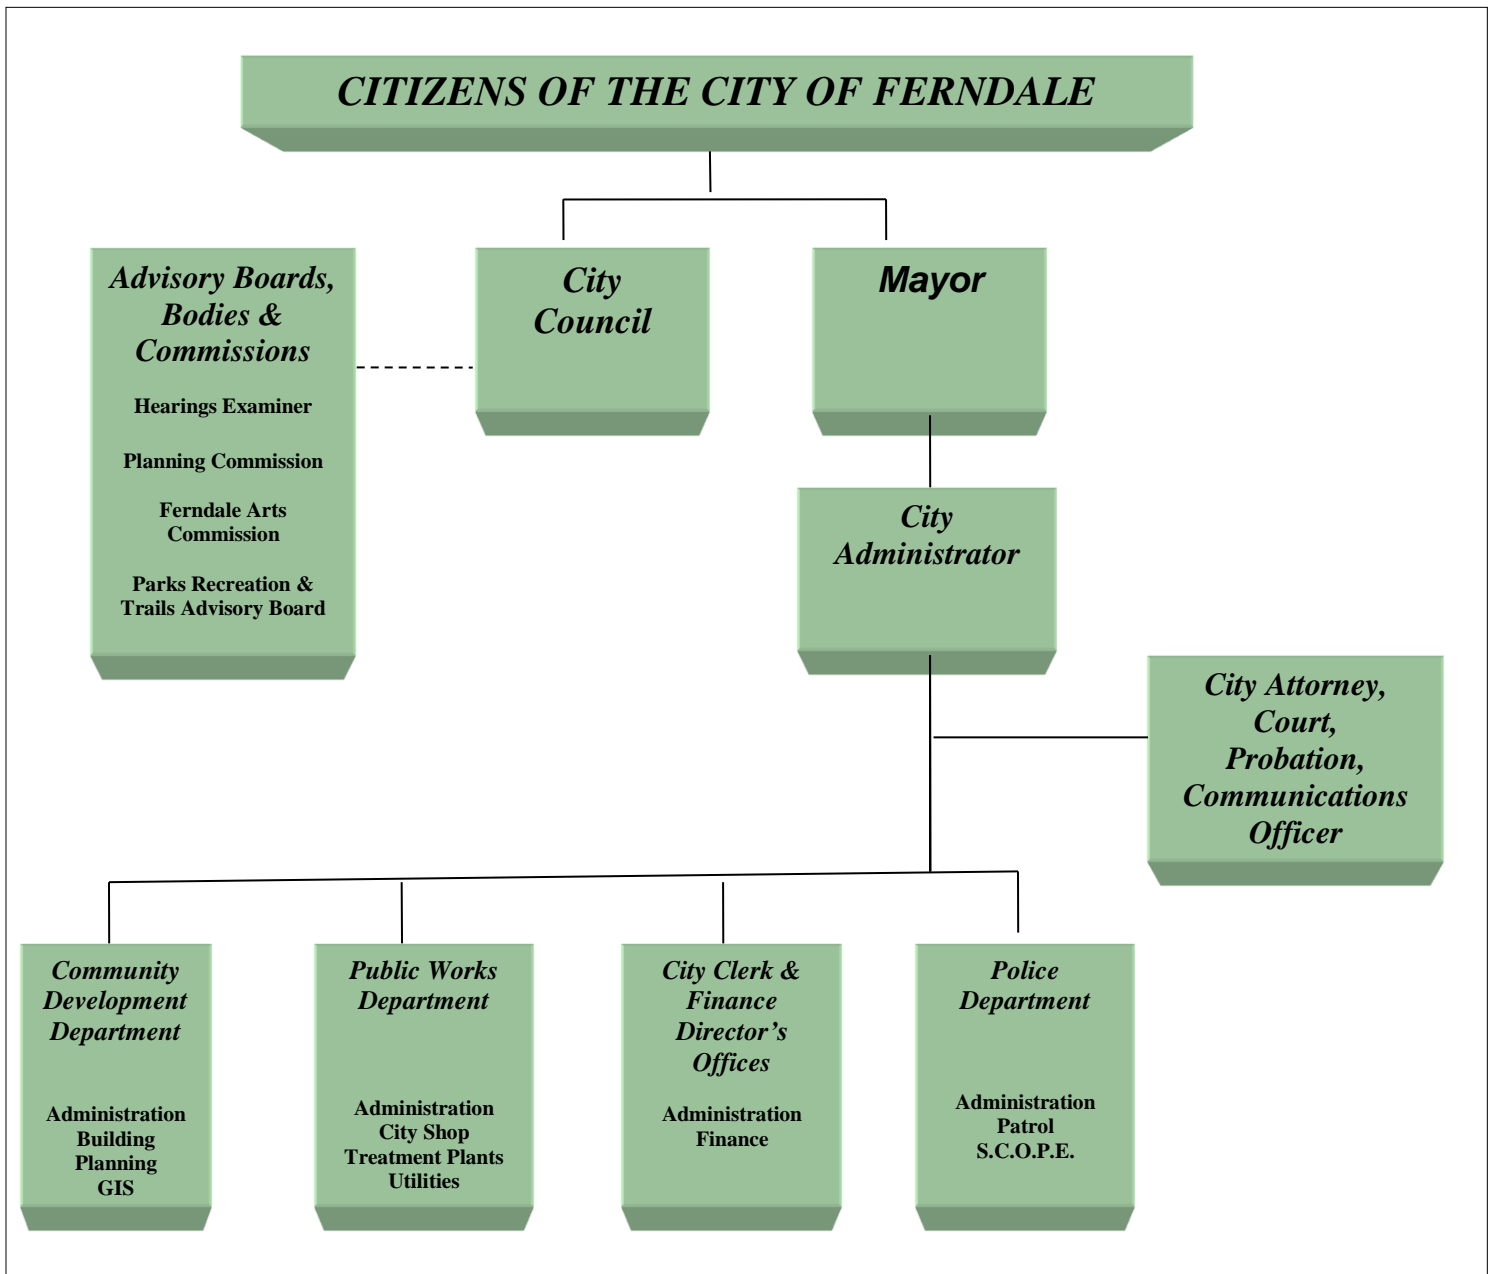 CITIZENS OF THE CITY OF FERNDALE
Advisory Boards,
Bodies &
Commissions
Hearings Examiner
Planning Commission
Ferndale Arts
Commission
Parks Recreation &
Trails Advisory Board
City
Council
Mayor
City
Administrator
City Attorney,
Court,
Probation,
Communications
Officer
Community
Development
Department
Administration
Building
Planning
GIS
Public Works
Department
Administration
City Shop
Treatment Plants
Utilities
City Clerk &
Finance
Director’s
Offices
Administration
Finance
Police
Department
Administration
Patrol
S.C.O.P.E.